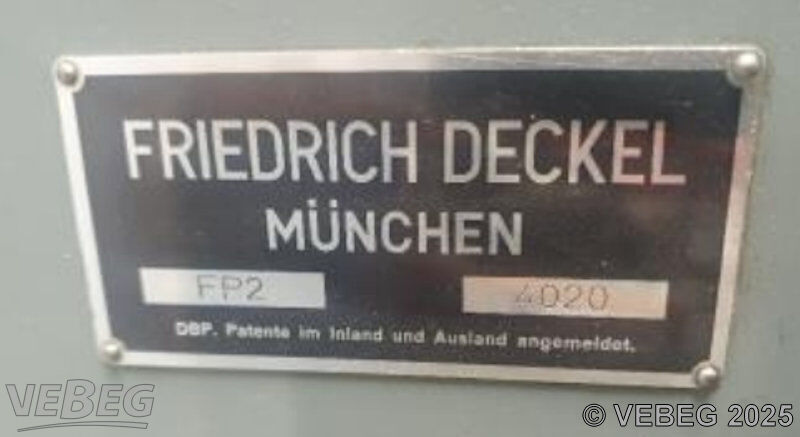 FRIEDRICH DECKEL
MÜNCHEN
FP2 4020
DBP. Patente im Inland und Ausland angemeldet.
VEBEG
© VEBEG 2025